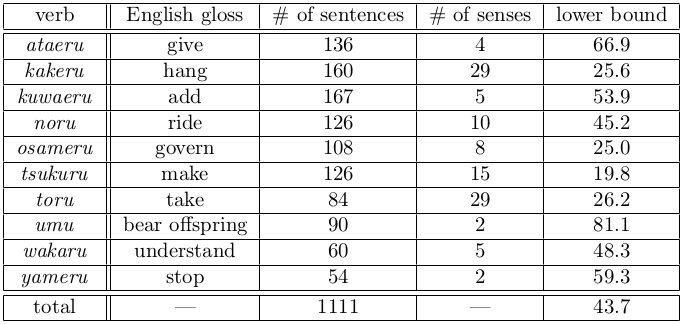 verb English gloss # of sentences # of senses lower bound
ataeru give 136 4 66.9
kakeru hang 160 29 25.6
kuwaeru add 167 5 53.9
noru ride 126 10 45.2
osameru govern 108 8 25.0
tsukuru make 126 15 19.8
toru take 84 29 26.2
umu bear offspring 90 2 81.1
wakaru understand 60 5 48.3
yameru stop 54 2 59.3
total — 1111 — 43.7